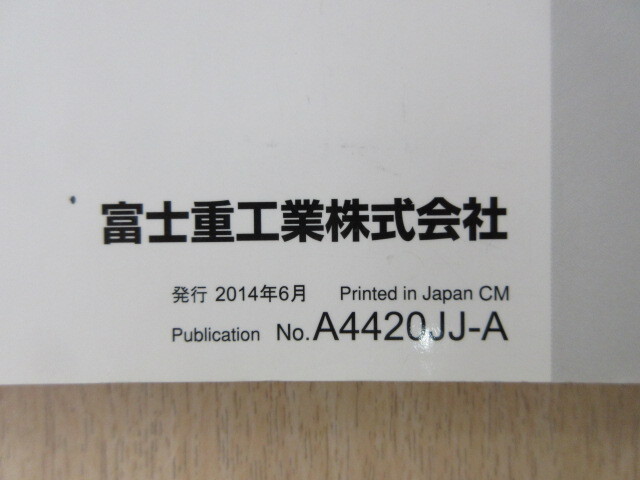 富士重工業株式会社
発行 2014年6月 Printed in Japan CM
Publication No.A4420JJ-A